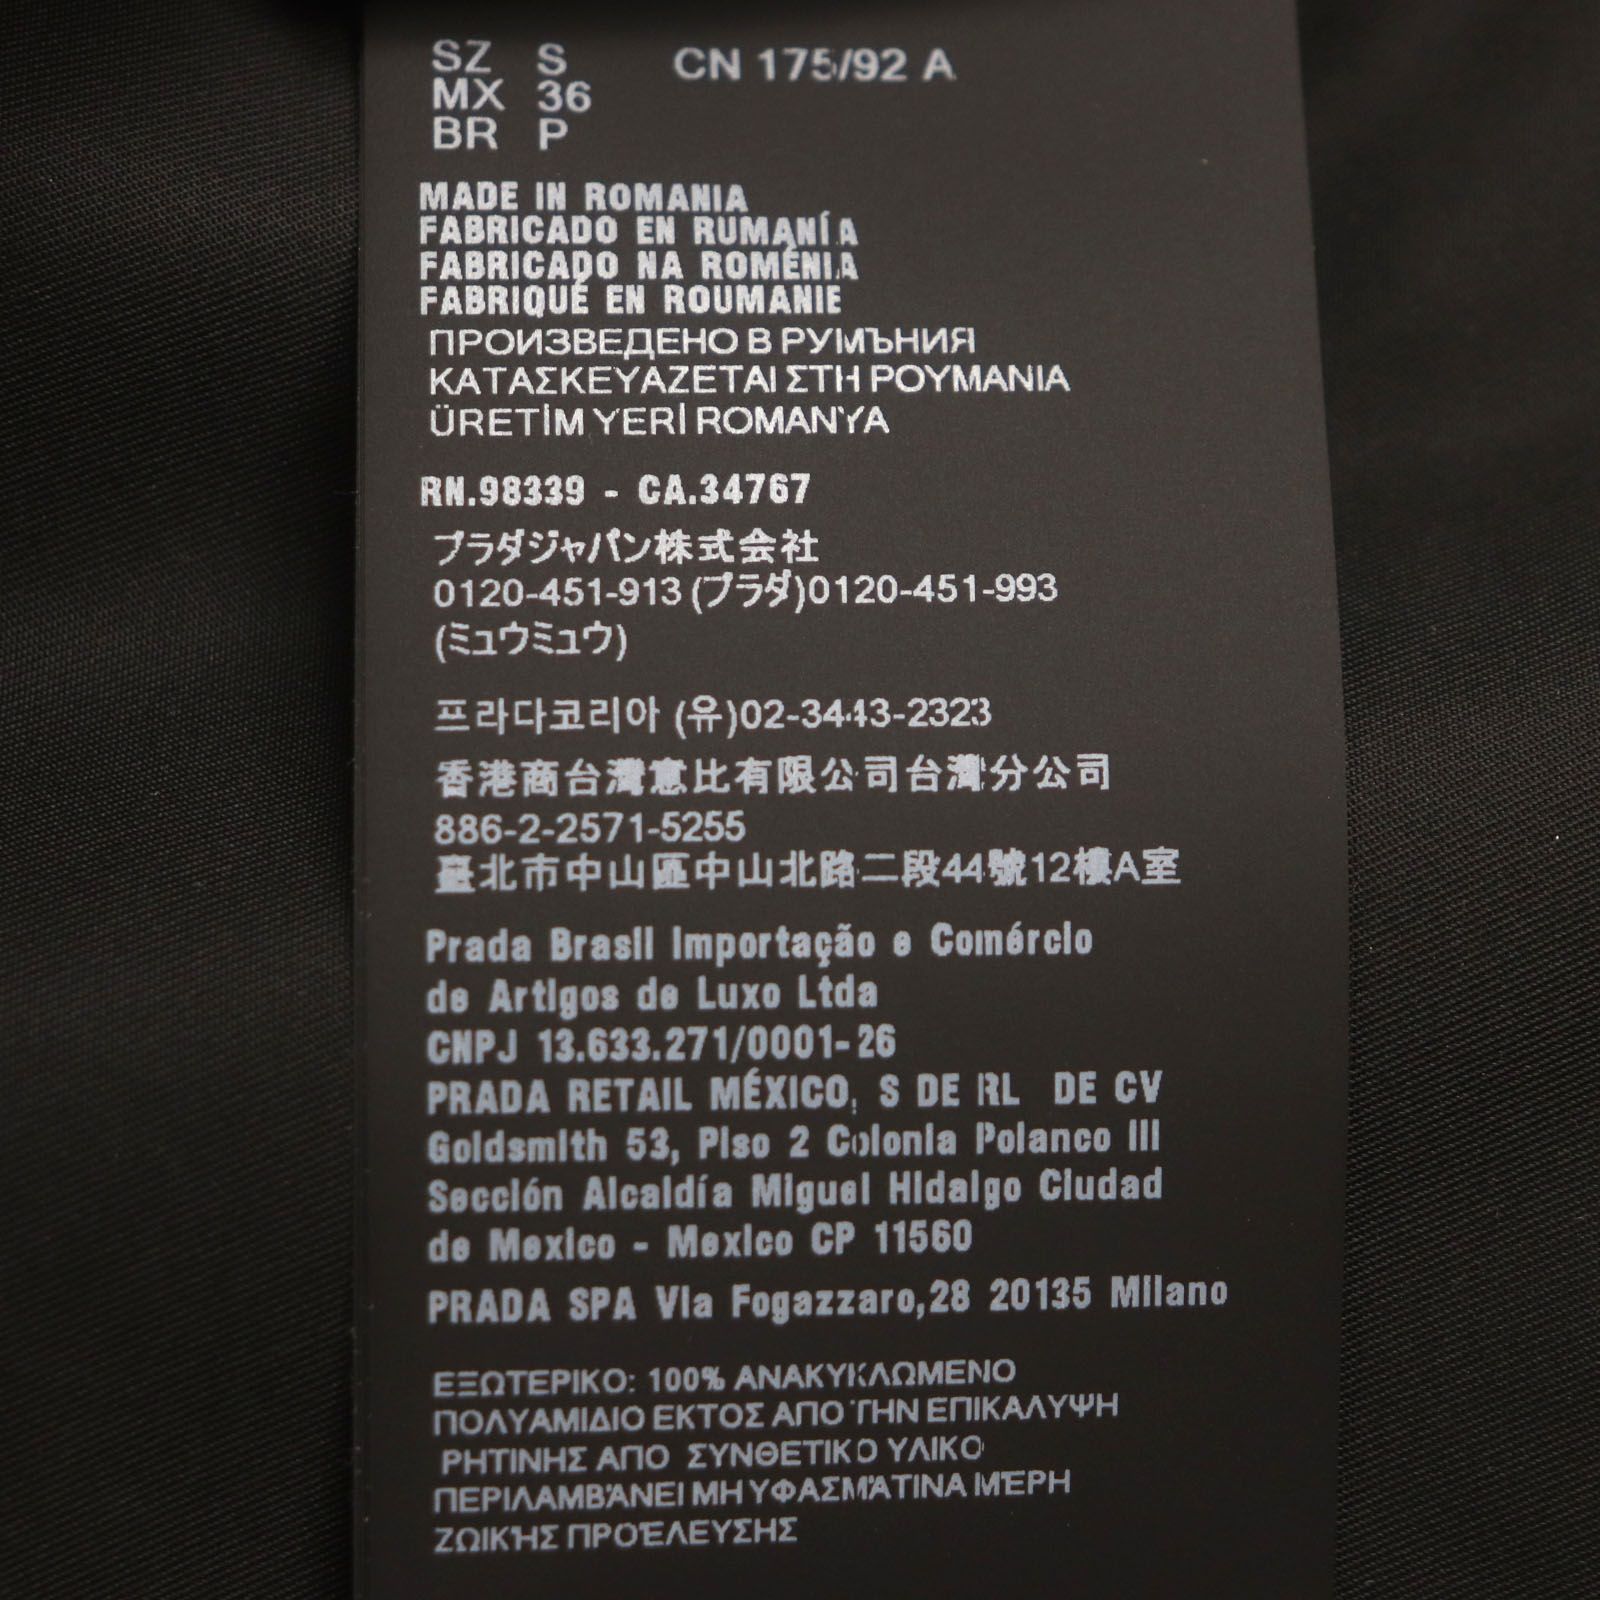 SZ S CN 175/92 A
MX 36
BR P
MADE IN ROMANIA
FABRICADO EN RUMANÍA
FABRICADO NA ROMÉNIA
FABRIQUÉ EN ROUMANIE
ПРОИЗВЕДЕНО В РУМЪНИЯ
ΚΑΤΑΣΚΕΥΑΖΕΤΑΙ ΣΤΗ ΡΟΥΜΑΝΙΑ
ÜRETİM YERİ ROMANYA
RN.98339 - CA.34767
プラダジャパン株式会社
0120-451-913 (プラダ)0120-451-993
(ミュウミュウ)
프라다코리아 (유)02-3443-2323
香港商台灣意比有限公司台灣分公司
886-2-2571-5255
臺北市中山區中山北路二段44號12樓A室
Prada Brasil Importação e Comércio
de Artigos de Luxo Ltda
CNPJ 13.633.271/0001-26
PRADA RETAIL MÉXICO, S DE RL DE CV
Goldsmith 53, Piso 2 Colonia Polanco III
Sección Alcaldía Miguel Hidalgo Ciudad
de Mexico - Mexico CP 11560
PRADA SPA Via Fogazzaro,28 20135 Milano
ΕΞΩΤΕΡΙΚΟ: 100% ΑΝΑΚΥΚΛΩΜΕΝΟ
ΠΟΛΥΑΜΙΔΙΟ ΕΚΤΟΣ ΑΠΟ ΤΗΝ ΕΠΙΚΑΛΥΨΗ
ΡΗΤΙΝΗΣ ΑΠΟ ΣΥΝΘΕΤΙΚΟ ΥΛΙΚΟ
ΠΕΡΙΛΑΜΒΆΝΕΙ ΜΗ ΥΦΑΣΜΆΤΙΝΑ ΜΈΡΗ
ΖΩΙΚΉΣ ΠΡΟΈΛΕΥΣΗΣ